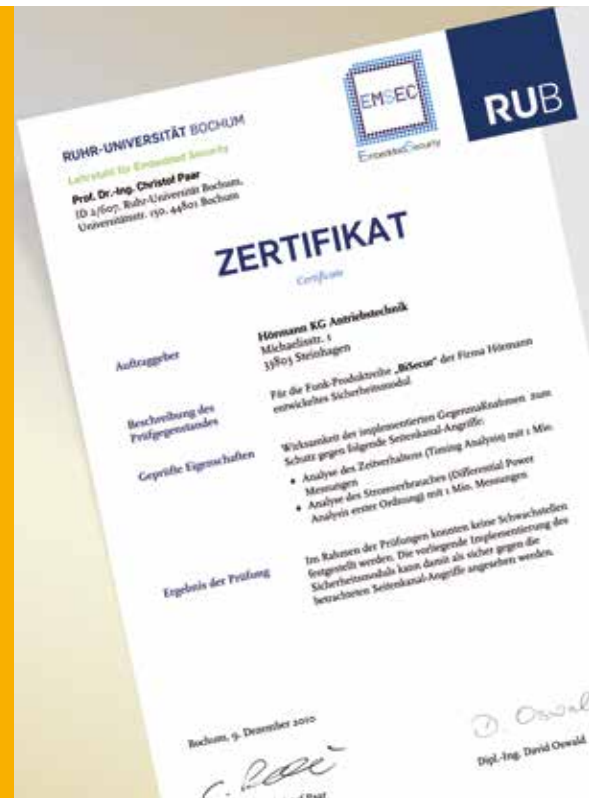 RUHR-UNIVERSITÄT BOCHUM
Lehrstuhl für Embedded Security
Prof. Dr.-Ing. Christof Paar
ID 2/607, Ruhr-Universität Bochum,
Universitätsstr. 150, 44801 Bochum
EMSEC
Embedded Security
RUB
ZERTIFIKAT
Certificate
Auftraggeber
Hörmann KG Antriebstechnik
Michaelisstr. 1
33803 Steinhagen
Beschreibung des
Prüfgegenstandes
Für die Funk-Produktreihe „BiSecur" der Firma Hörmann
entwickeltes Sicherheitsmodul
Geprüfte Eigenschaften
Wirksamkeit der implementierten Gegenmaßnahmen zum
Schutz gegen folgende Seitenkanal-Angriffe:
• Analyse des Zeitverhaltens (Timing Analysis) mit 1 Mio.
Messungen
• Analyse des Stromverbrauches (Differential Power
Analysis erster Ordnung) mit 1 Mio. Messungen
Ergebnis der Prüfung
Im Rahmen der Prüfungen konnten keine Schwachstellen
festgestellt werden. Die vorliegende Implementierung des
Sicherheitsmoduls kann damit als sicher gegen die
betrachteten Seitenkanal-Angriffe angesehen werden.
Bochum, 9. Dezember 2010
D. Oswald
Dipl.-Ing. David Oswald
C. Paar
Paar